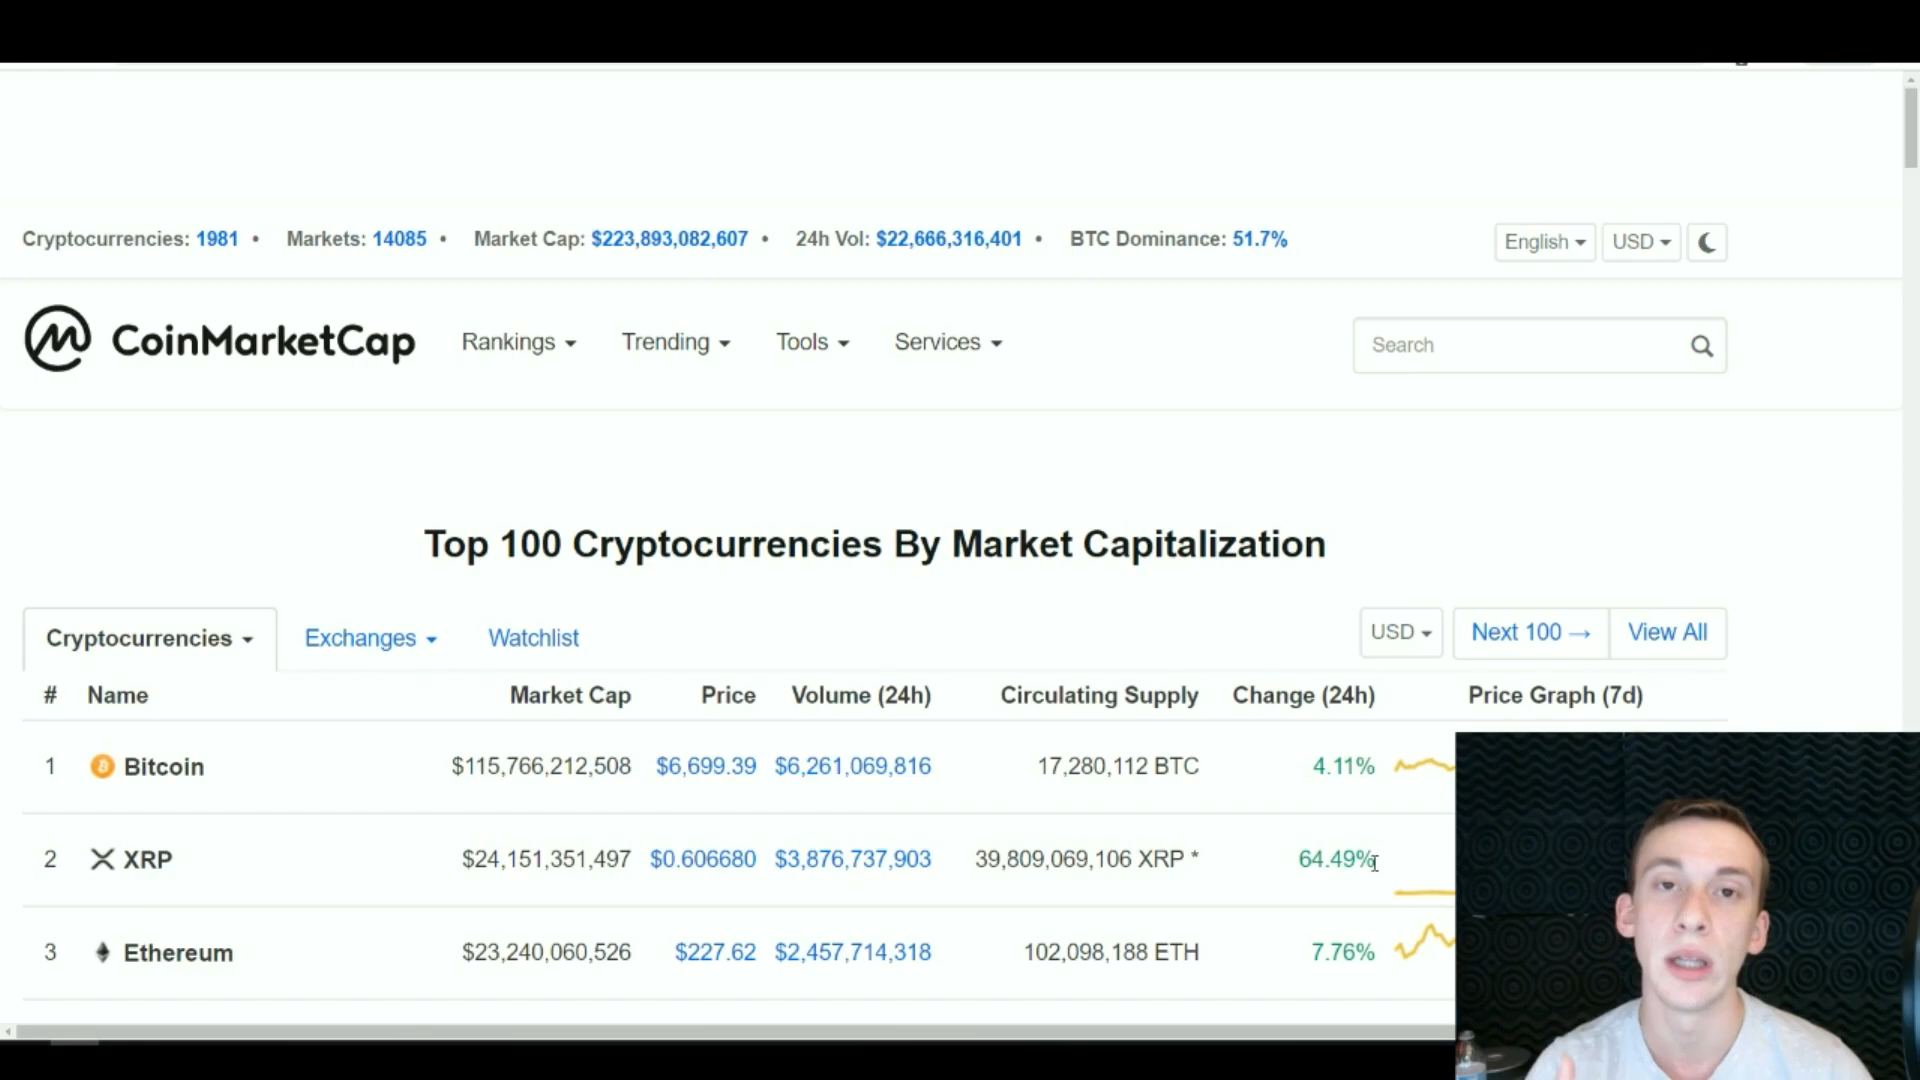 Cryptocurrencies: 1981 • Markets: 14085 • Market Cap: $223,893,082,607 • 24h Vol: $22,666,316,401 • BTC Dominance: 51.7% English USD
CoinMarketCap Rankings Trending Tools Services Search
Top 100 Cryptocurrencies By Market Capitalization
Cryptocurrencies Exchanges Watchlist USD Next 100 → View All
# Name Market Cap Price Volume (24h) Circulating Supply Change (24h) Price Graph (7d)
1 Bitcoin $115,766,212,508 $6,699.39 $6,261,069,816 17,280,112 BTC 4.11%
2 XRP $24,151,351,497 $0.606680 $3,876,737,903 39,809,069,106 XRP * 64.49%
3 Ethereum $23,240,060,526 $227.62 $2,457,714,318 102,098,188 ETH 7.76%